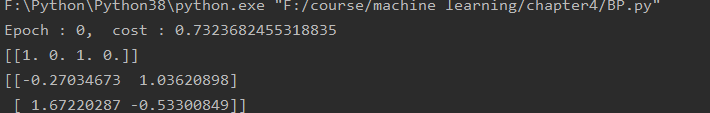 F:\Python\Python38\python.exe "F:/course/machine learning/chapter4/BP.py"
Epoch : 0,  cost : 0.7323682455318835
[[1. 0. 1. 0.]]
[[-0.27034673  1.03620898]
 [ 1.67220287 -0.53300849]]